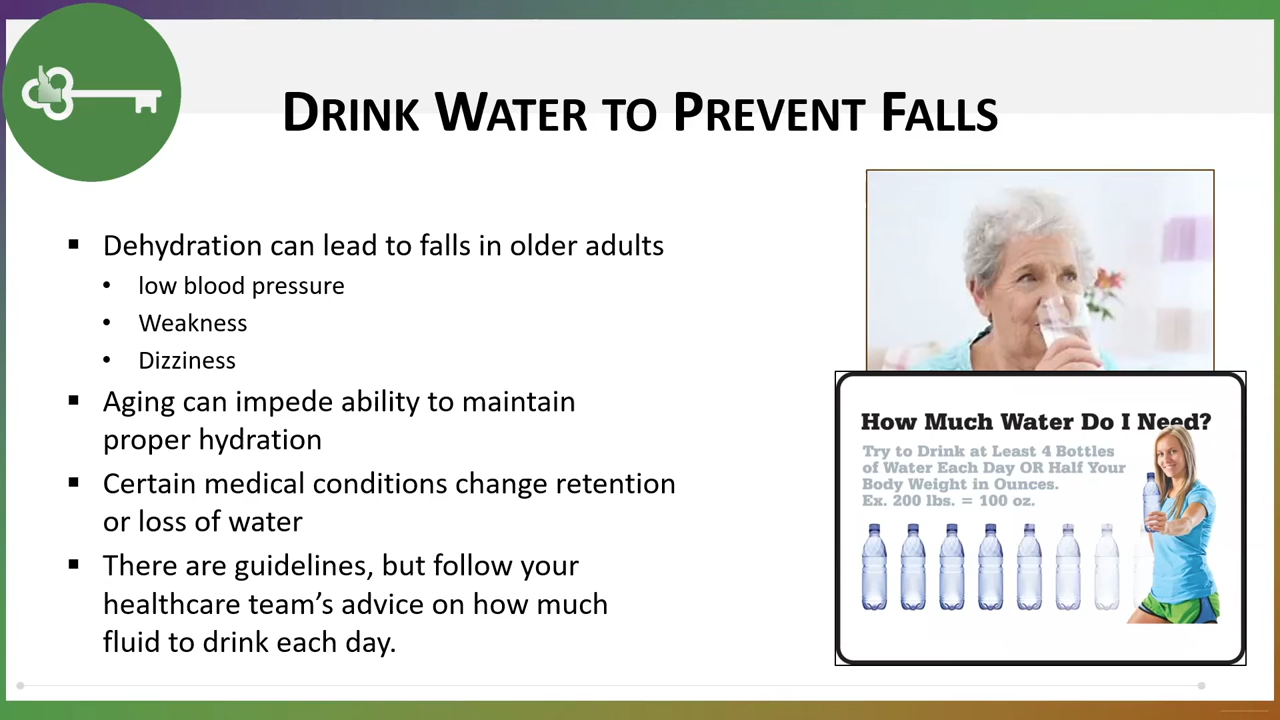 Drink Water to Prevent Falls
▪ Dehydration can lead to falls in older adults
• low blood pressure
• Weakness
• Dizziness
▪ Aging can impede ability to maintain
proper hydration
▪ Certain medical conditions change retention
or loss of water
▪ There are guidelines, but follow your
healthcare team’s advice on how much
fluid to drink each day.
How Much Water Do I Need?
Try to Drink at Least 4 Bottles
of Water Each Day OR Half Your
Body Weight in Ounces.
Ex. 200 lbs. = 100 oz.